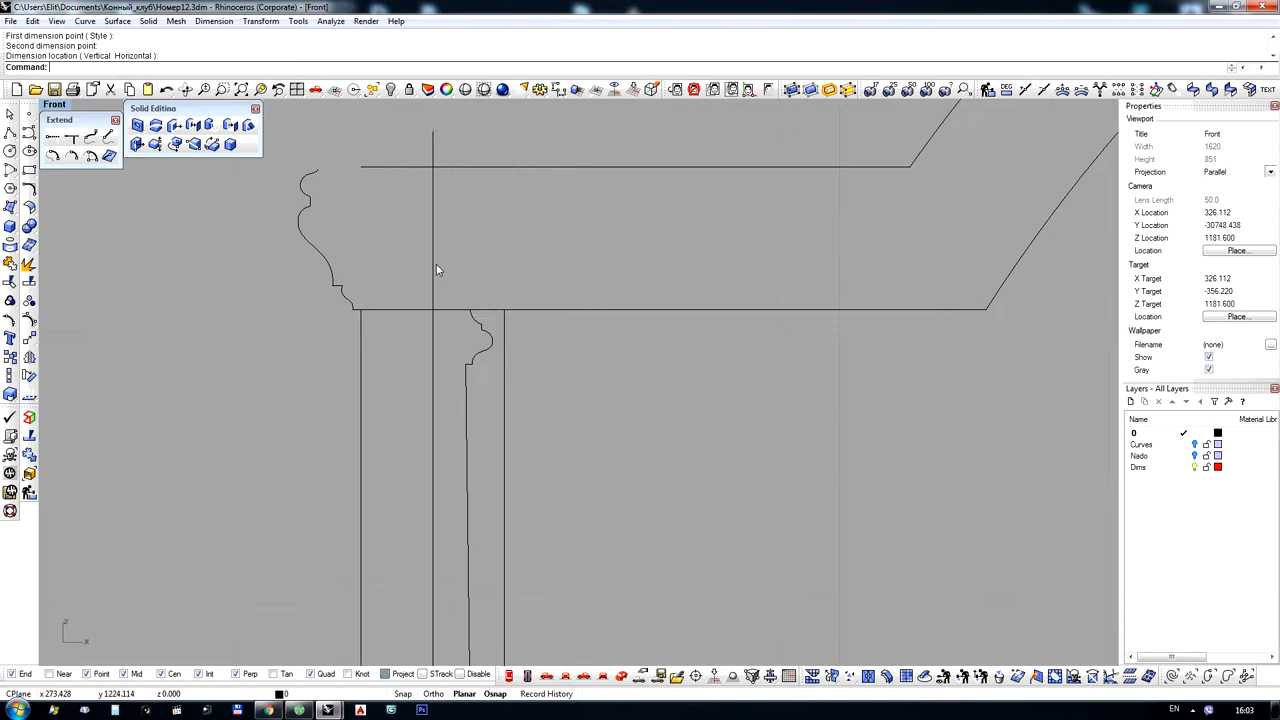 C:\Users\Elit\Documents\Конный_клуб\Номер12.3dm - Rhinoceros (Corporate) - [Front]
File Edit View Curve Surface Solid Mesh Dimension Transform Tools Analyze Render Help
First dimension point ( Style ):
Second dimension point:
Dimension location ( Vertical Horizontal ):
Command:
TEXT
Front
Extend
Solid Editing
Properties
Viewport
Title Front
Width 1620
Height 851
Projection Parallel
Camera
Lens Length 50.0
X Location 326.112
Y Location -30748.438
Z Location 1181.600
Location Place...
Target
X Target 326.112
Y Target -356.220
Z Target 1181.600
Location Place...
Wallpaper
Filename (none)
Show
Gray
Layers - All Layers
Name Material Libr
0
Curves
Nado
Dims
z
x
End Near Point Mid Cen Int Perp Tan Quad Knot Project STrack Disable
CPlane x 273.428 y 1224.114 z 0.000 0 Snap Ortho Planar Osnap Record History
EN 16:03